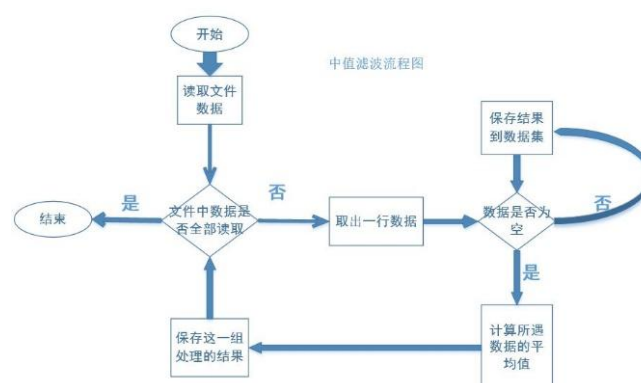 开始
中值滤波流程图
读取文件
数据
保存结果
到数据集
是
文件中数据是
否全部读取
否
结束
取出一行数据
数据是否为
空
否
是
保存这一组
处理的结果
计算所遇
数据的平
均值